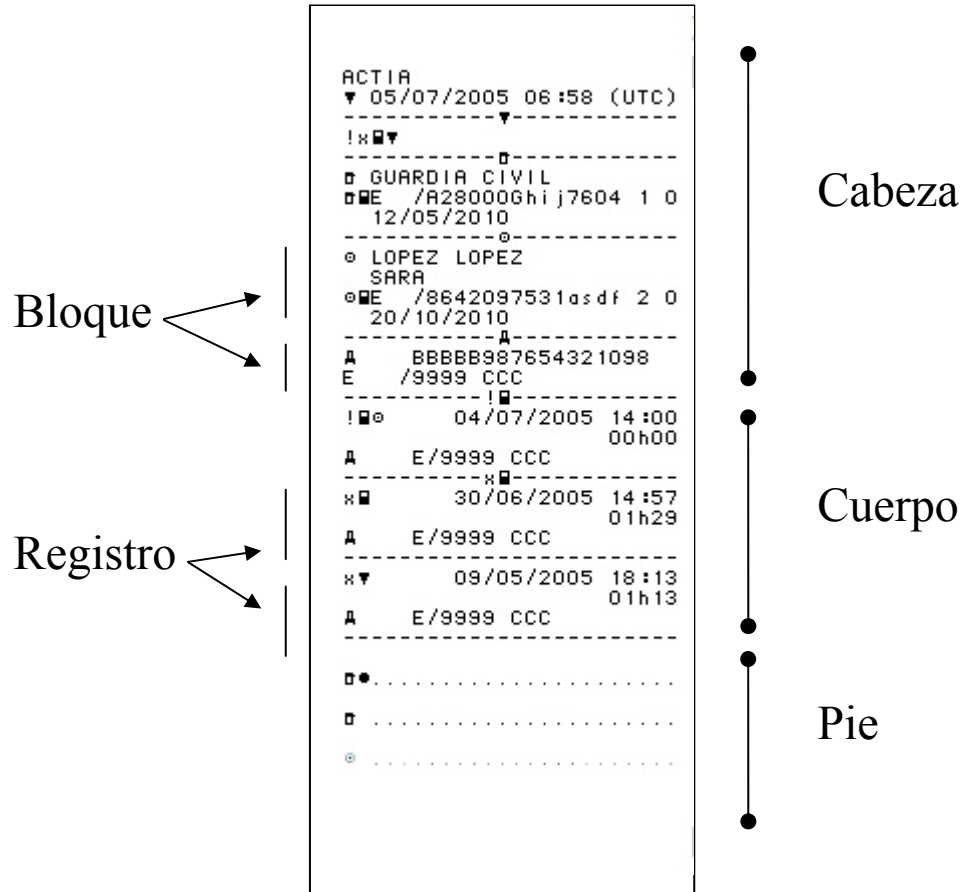 ACTIA
▼ 05/07/2005 06:58 (UTC)
-----------▼------------
!x▼
GUARDIA CIVIL
E /A28000Ghij7604 1 0
12/05/2010
LOPEZ LOPEZ
SARA
E /8642097531asdf 2 0
20/10/2010
BBBBB987654321098
E /9999 CCC
! 04/07/2005 14:00
00h00
E/9999 CCC
x 30/06/2005 14:57
01h29
E/9999 CCC
x▼ 09/05/2005 18:13
01h13
E/9999 CCC
Bloque
Registro
Cabeza
Cuerpo
Pie